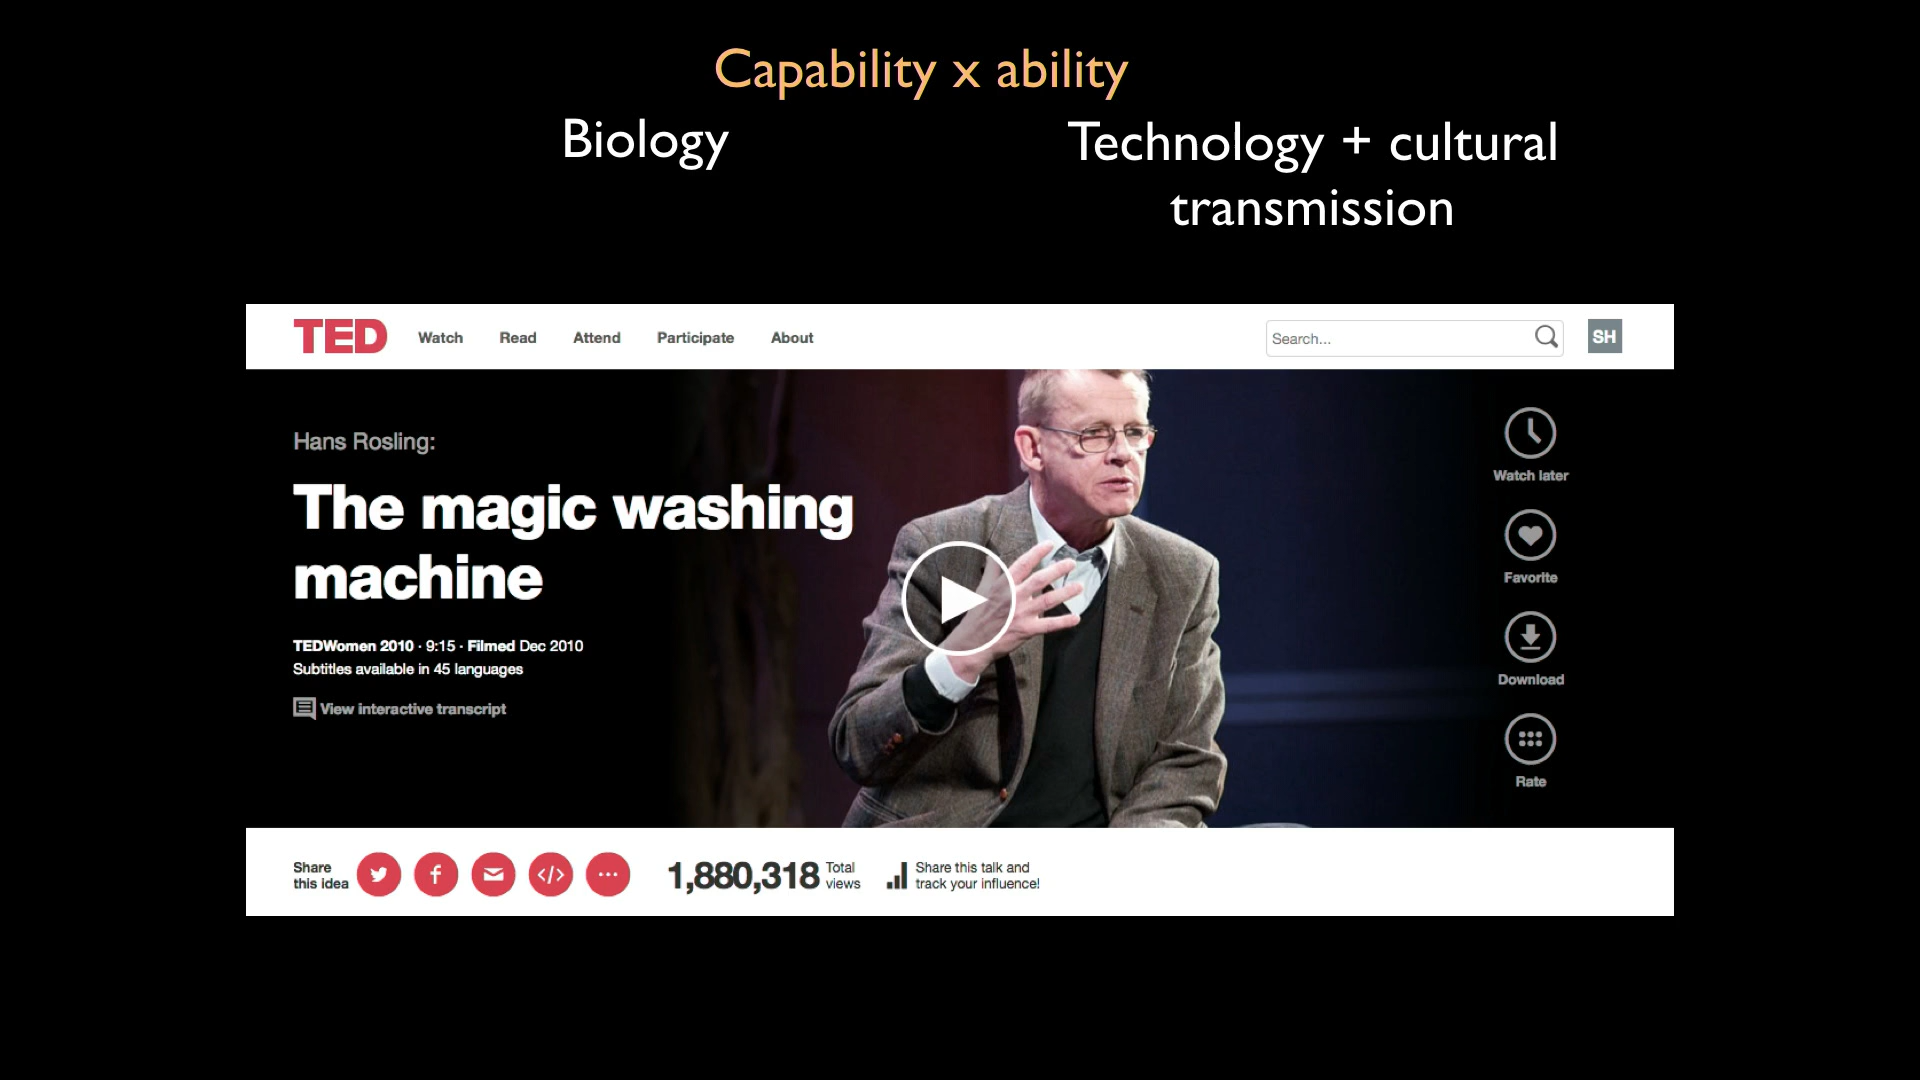 Capability x ability
Biology
Technology + cultural
transmission
TED
Watch
Read
Attend
Participate
About
Search...
SH
Hans Rosling:
The magic washing
machine
TEDWomen 2010 · 9:15 · Filmed Dec 2010
Subtitles available in 45 languages
View interactive transcript
Watch later
Favorite
Download
Rate
Share
this idea
1,880,318
Total
views
Share this talk and
track your influence!